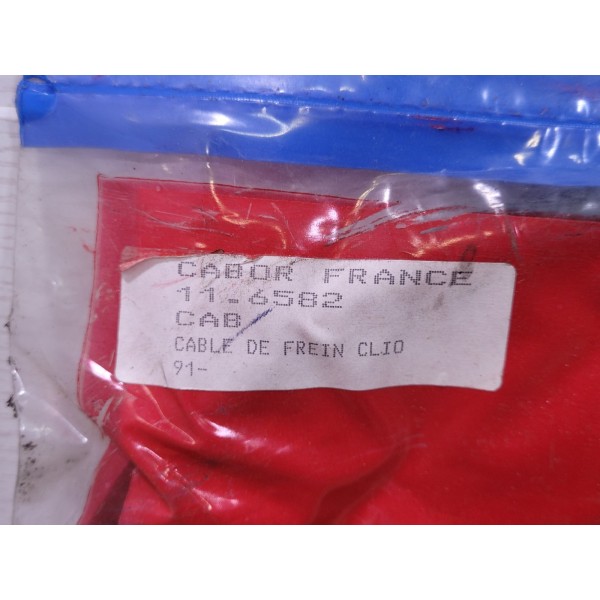 CABOR FRANCE
11-6582
CAB
CABLE DE FREIN CLIO
91-